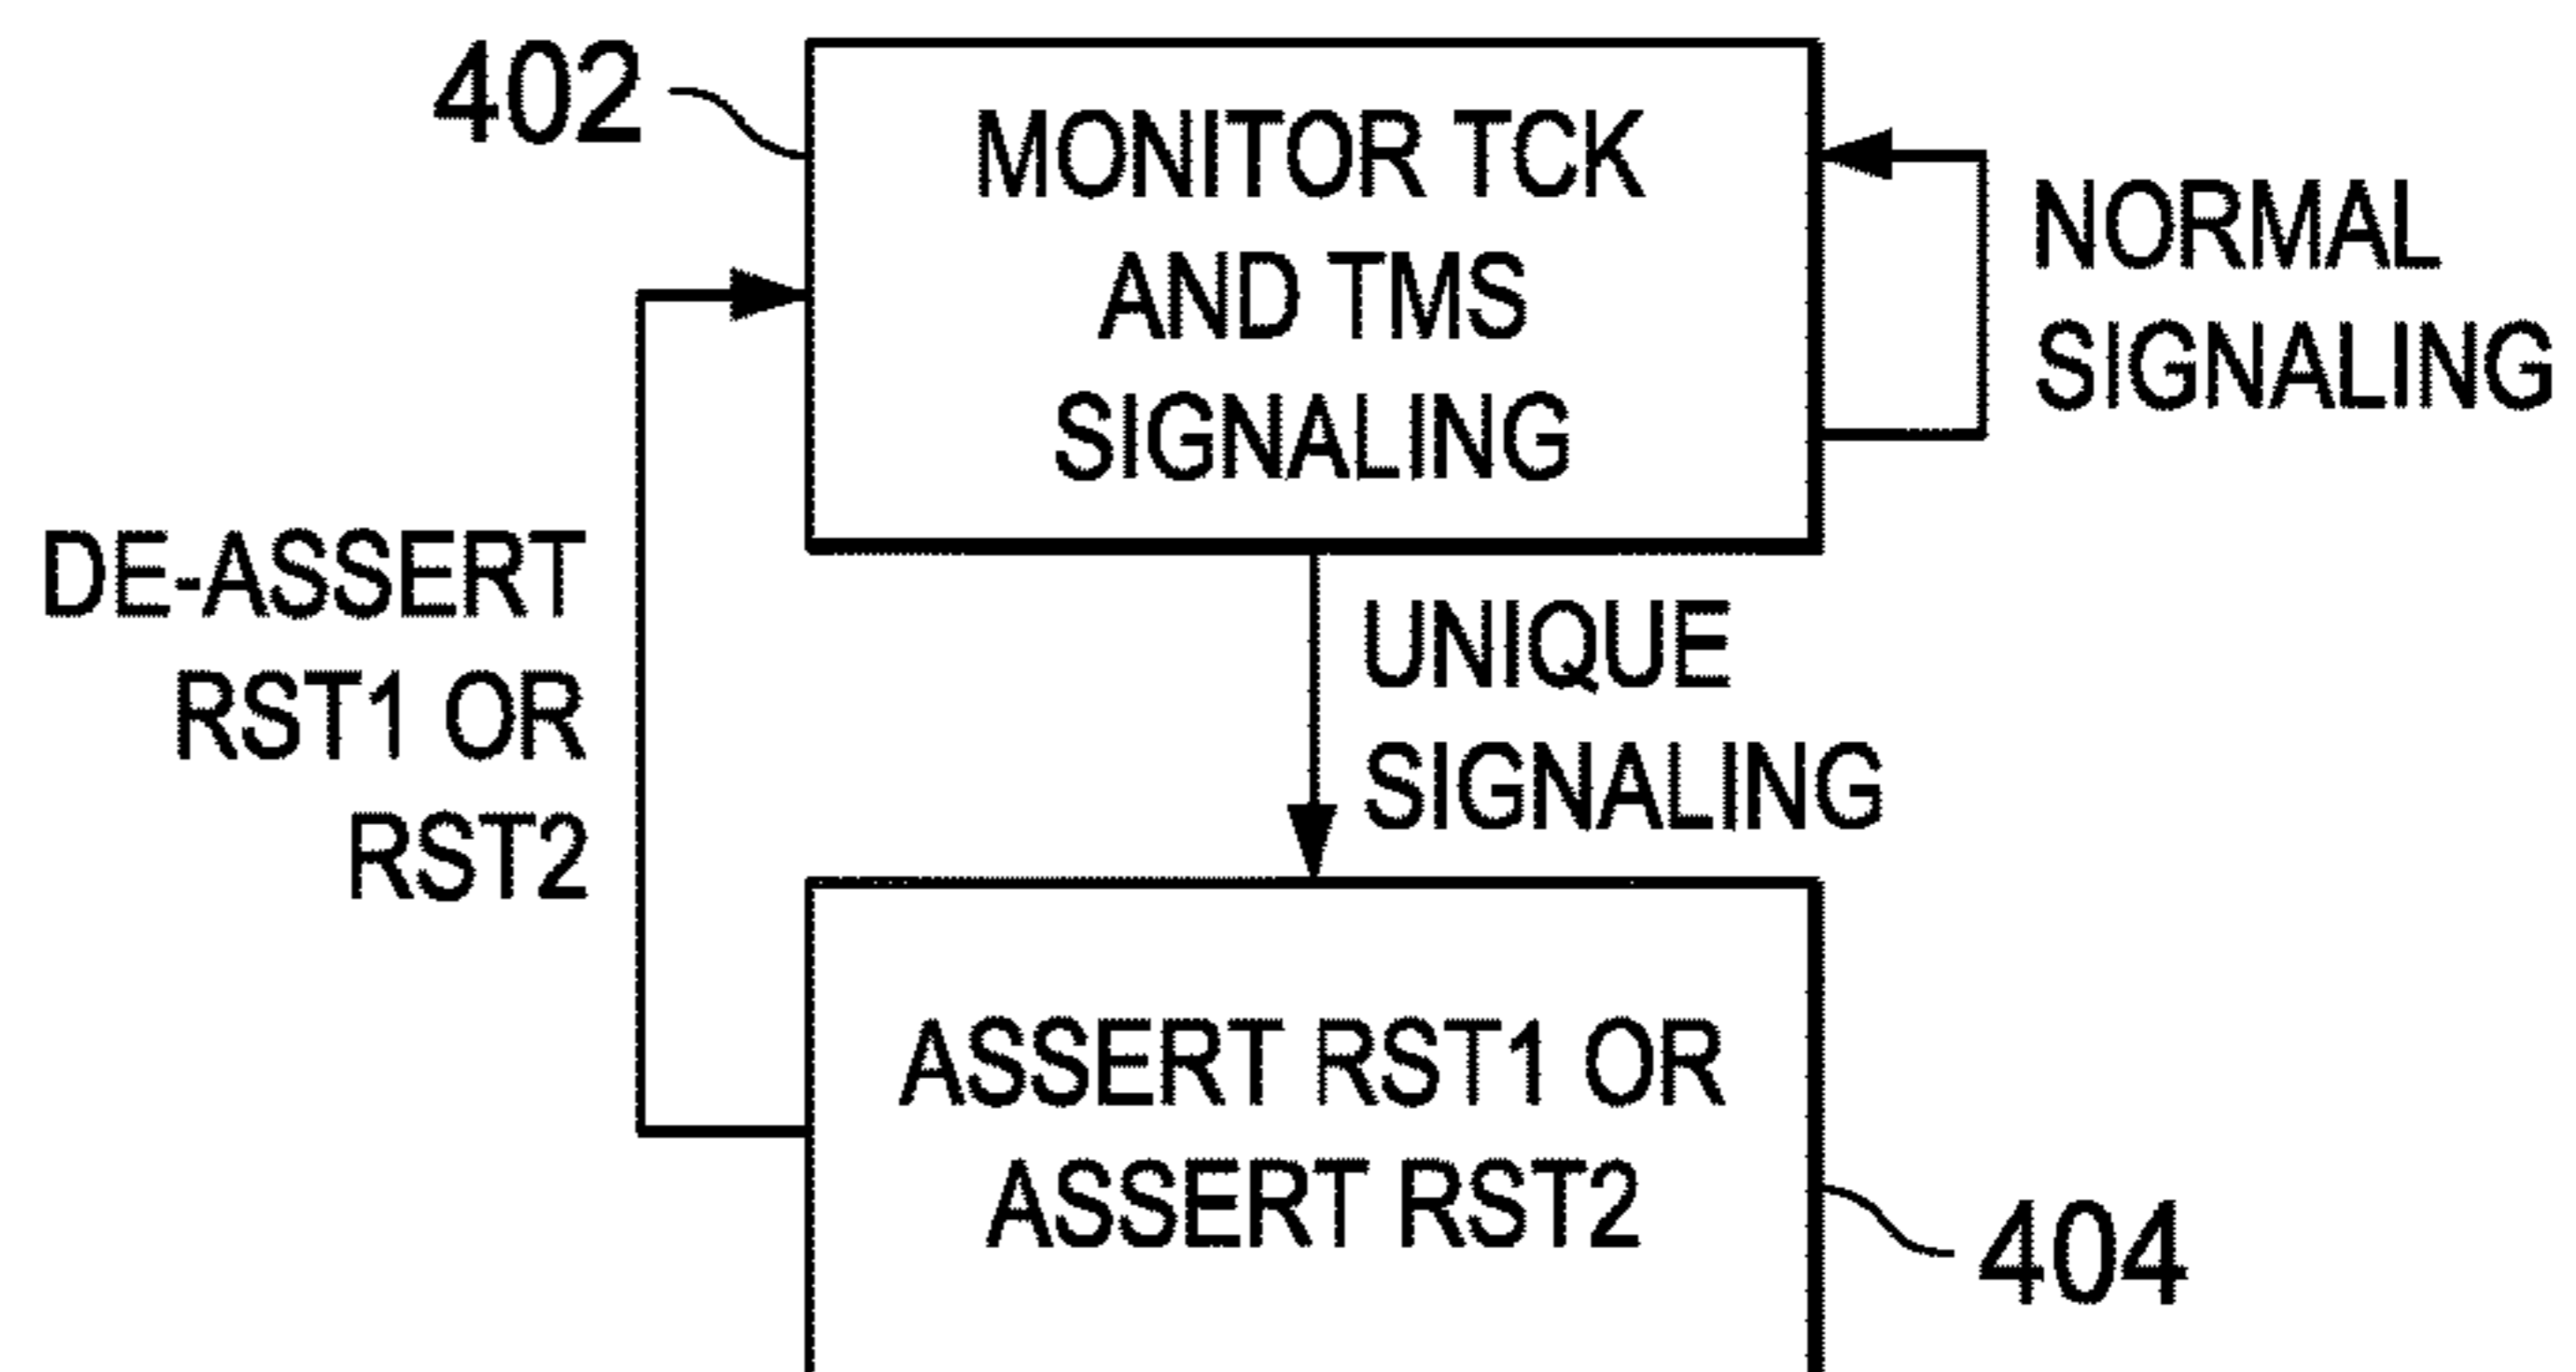 402
MONITOR TCK
AND TMS
SIGNALING
NORMAL
SIGNALING
DE-ASSERT
RST1 OR
RST2
UNIQUE
SIGNALING
ASSERT RST1 OR
ASSERT RST2
404